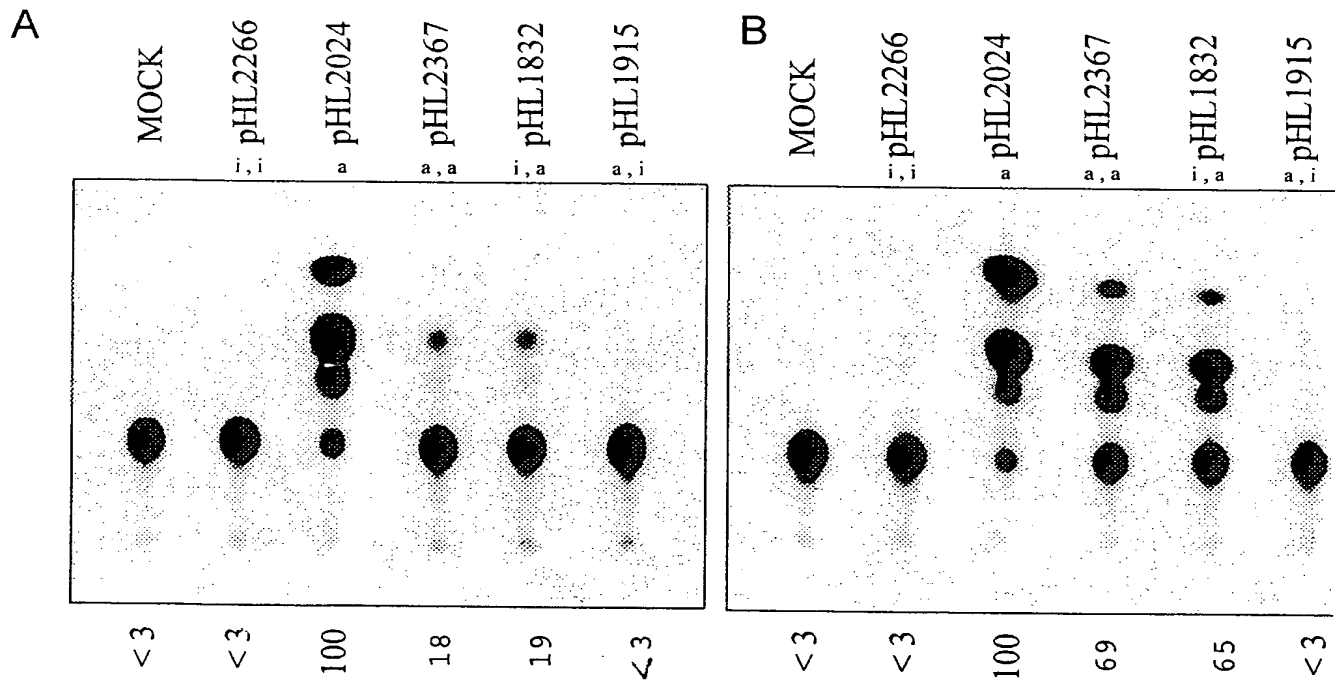 A
MOCK
pHL2266
pHL2024
pHL2367
pHL1832
pHL1915
i,i
a
a,a
i,a
a,i
<3
<3
100
18
19
<3
B
MOCK
pHL2266
pHL2024
pHL2367
pHL1832
pHL1915
i,i
a
a,a
i,a
a,i
<3
<3
100
69
65
<3